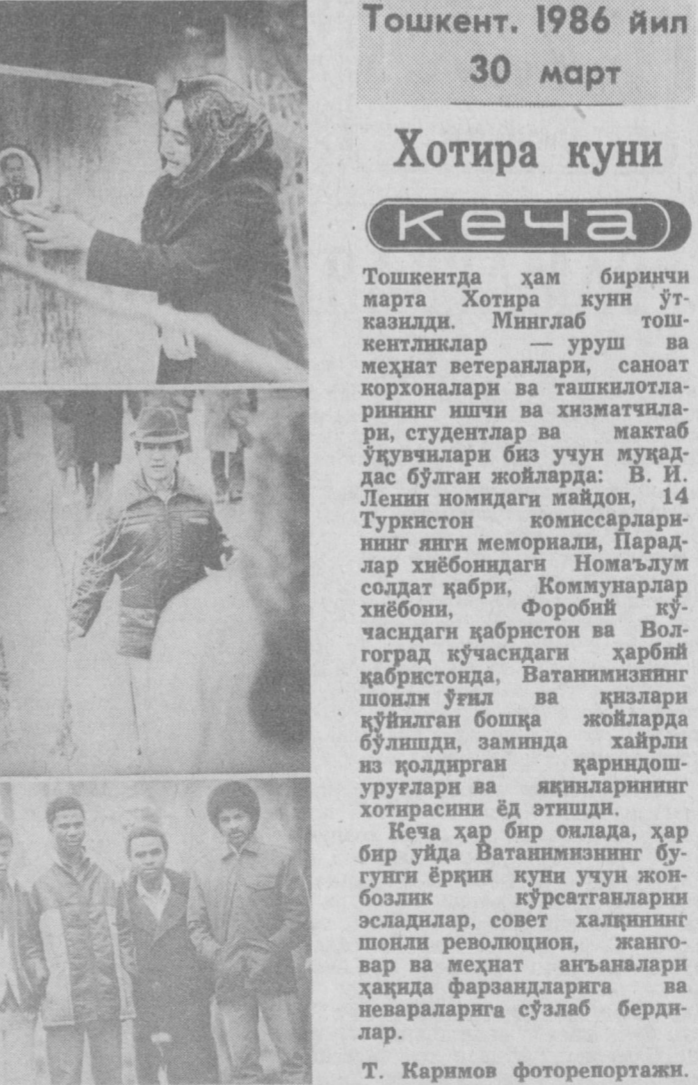 Тошкент. 1986 йил
30 март
Хотира куни
кеча
Тошкентда ҳам биринчи
марта Хотира куни ўт-
казилди. Минглаб тош-
кентликлар — уруш ва
меҳнат ветеранлари, саноат
корхоналари ва ташкилотла-
рининг ишчи ва хизматчила-
ри, студентлар ва мактаб
ўқувчилари биз учун муқад-
дас бўлган жойларда: В. И.
Ленин номидаги майдон, 14
Туркистон комиссарлари-
нинг янги мемориали, Парад-
лар хиёбонидаги Номаълум
солдат қабри, Коммунарлар
хиёбони, Форобий кў-
часидаги қабристон ва Вол-
гоград кўчасидаги ҳарбий
қабристонда, Ватанимизнинг
шонли ўғил ва қизлари
қўйилган бошқа жойларда
бўлишди, заминда хайрли
из қолдирган қариндош-
уруғлари ва яқинларининг
хотирасини ёд этишди.
Кеча ҳар бир оилада, ҳар
бир уйда Ватанимизнинг бу-
гунги ёрқин куни учун жон-
бозлик кўрсатганларни
эсладилар, совет халқининг
шонли революцион, жанго-
вар ва меҳнат анъаналари
ҳақида фарзандларига ва
невараларига сўзлаб берди-
лар.
Т. Каримов фоторепортажи.